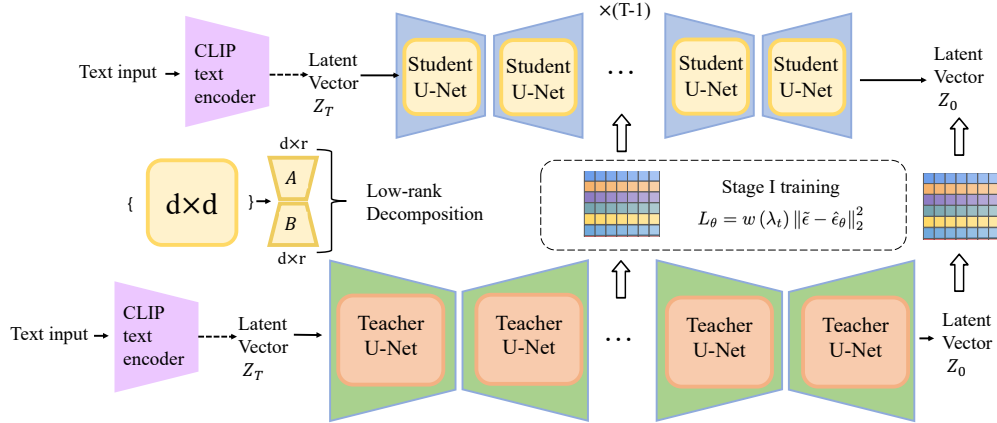 ×(T-1)
Text input
CLIP
text
encoder
Latent
Vector
Z_T
Student
U-Net
Student
U-Net
...
Student
U-Net
Student
U-Net
Latent
Vector
Z_0
{
d×d
}
d×r
A
B
d×r
Low-rank
Decomposition
Stage I training
L_θ = w (λ_t) ‖ϵ̃ − ϵ̂_θ‖_2^2
Text input
CLIP
text
encoder
Latent
Vector
Z_T
Teacher
U-Net
Teacher
U-Net
...
Teacher
U-Net
Teacher
U-Net
Latent
Vector
Z_0